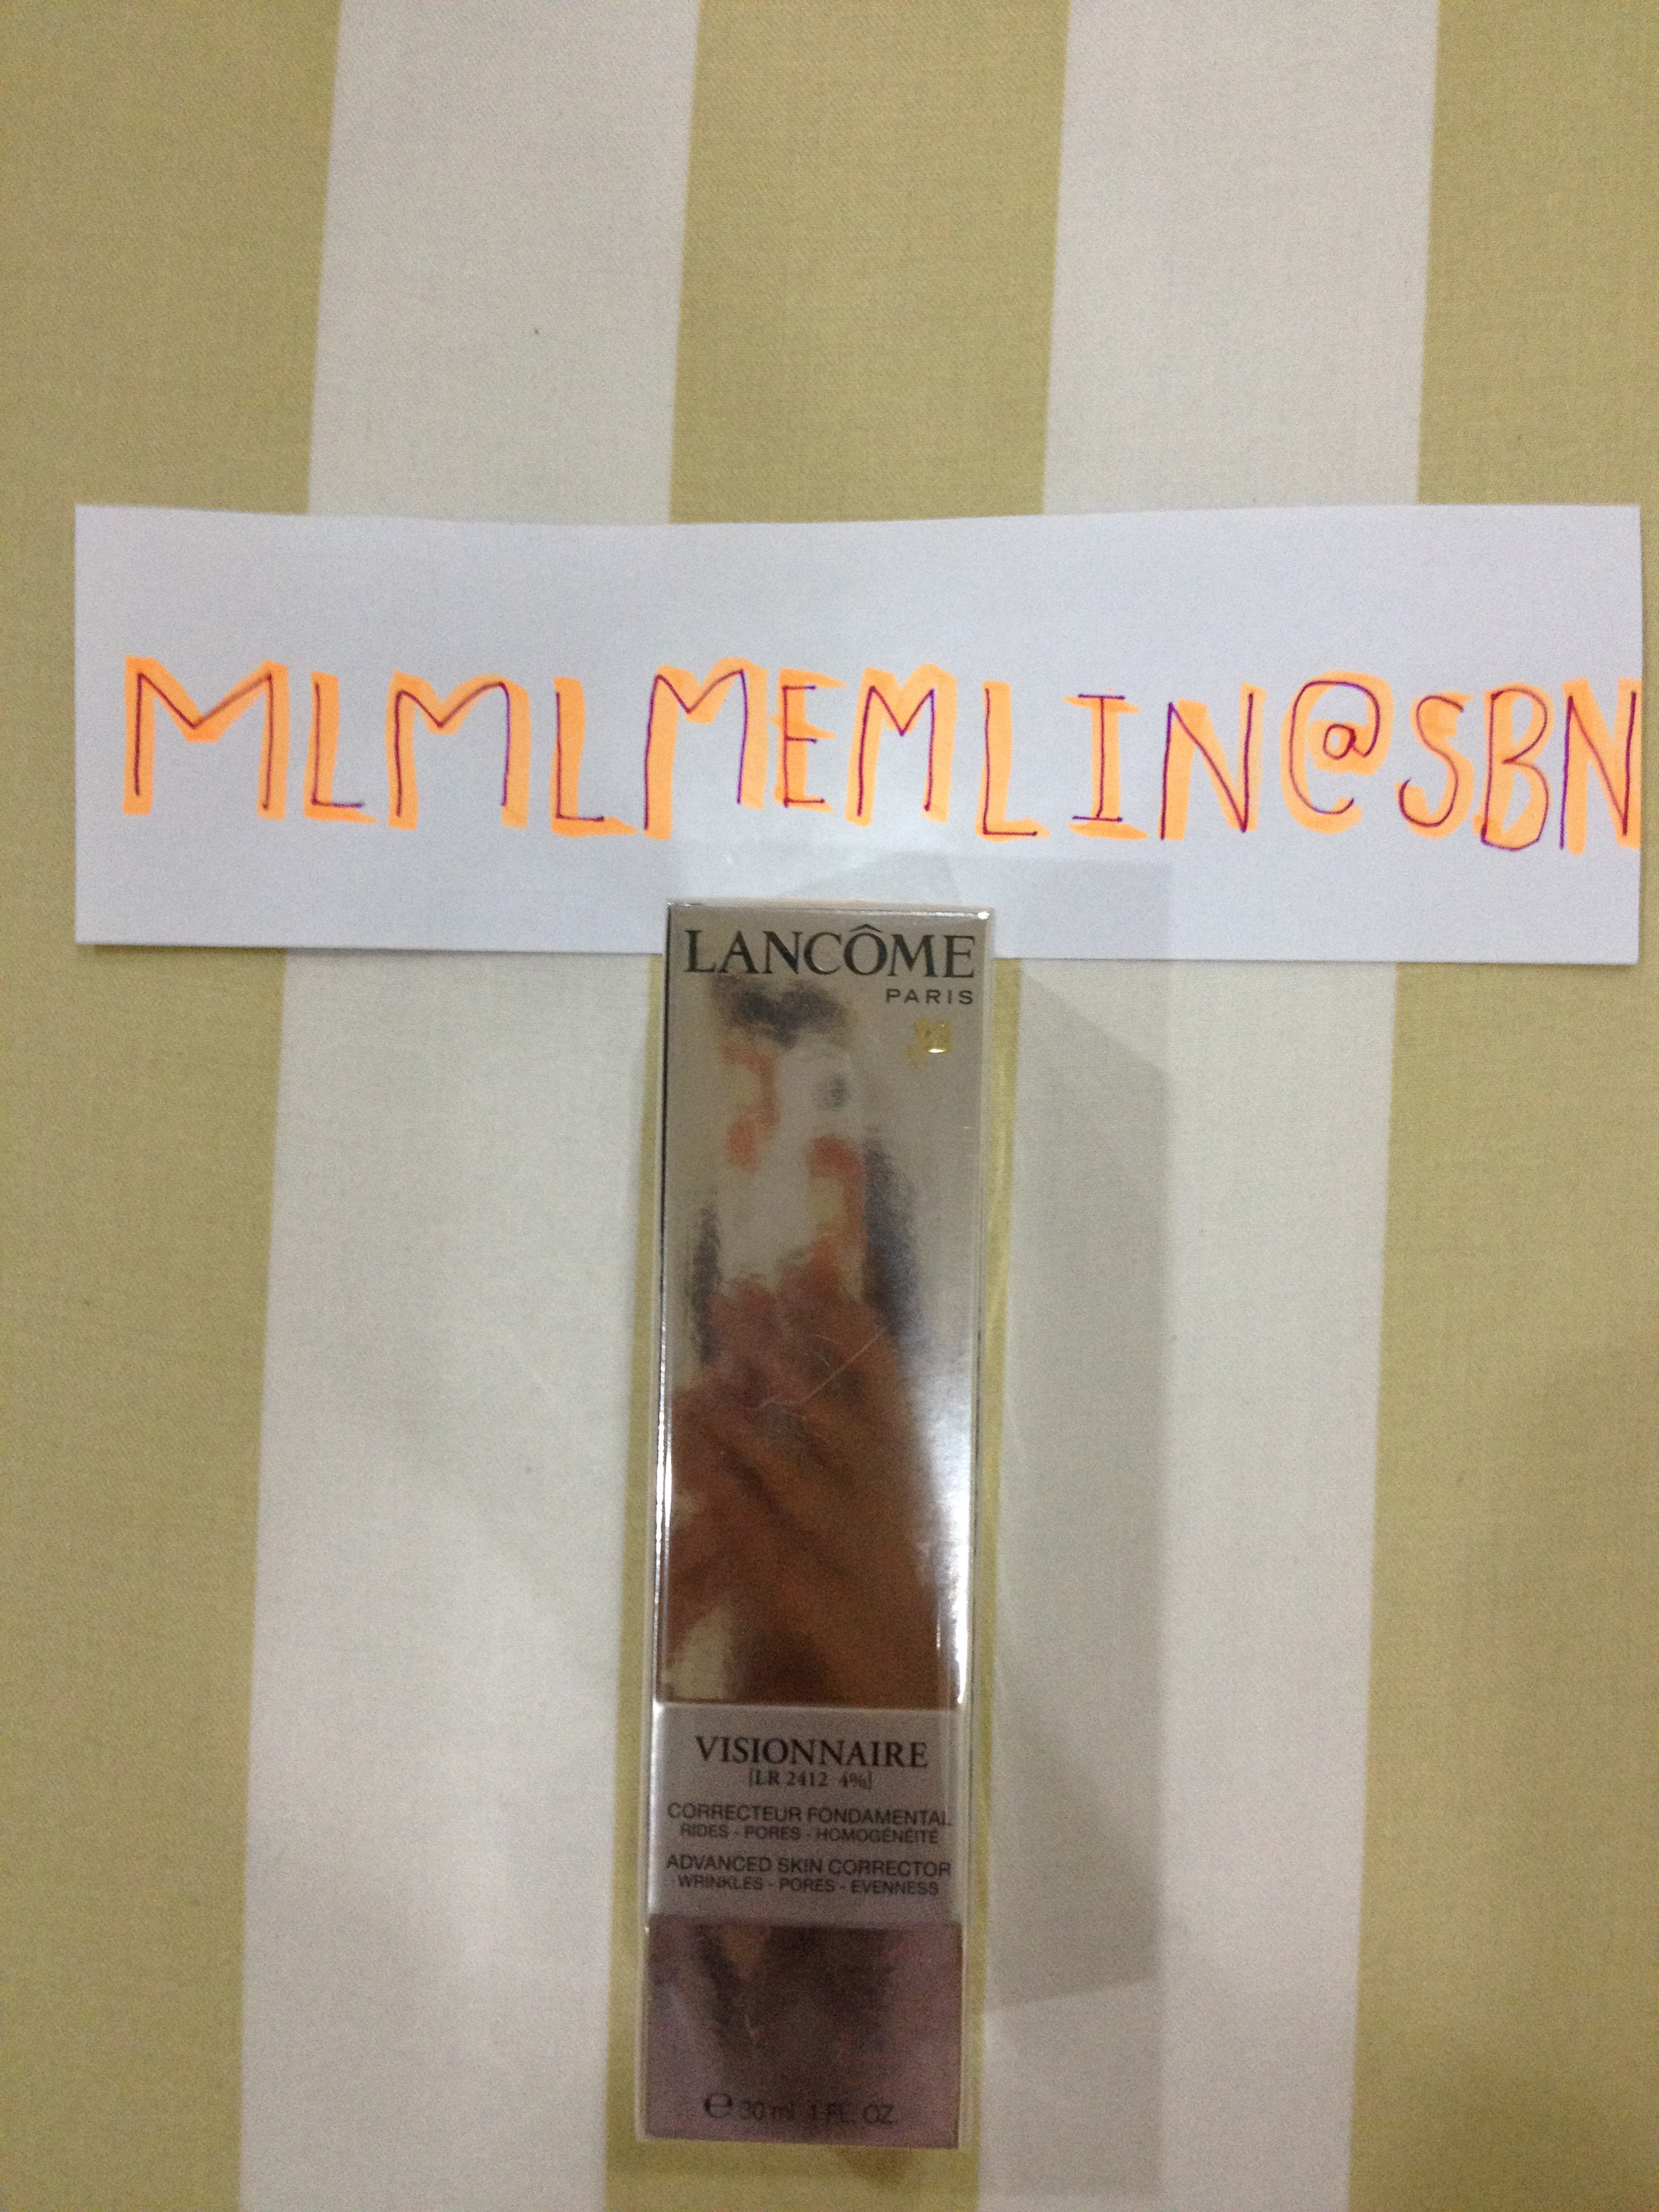 MLMLMEMLIN@SBN
LANCÔME
PARIS
VISIONNAIRE
[LR 2412 4%]
CORRECTEUR FONDAMENTAL
RIDES - PORES - HOMOGÉNÉITÉ
ADVANCED SKIN CORRECTOR
WRINKLES - PORES - EVENNESS
℮ 30 ml 1 FL. OZ.